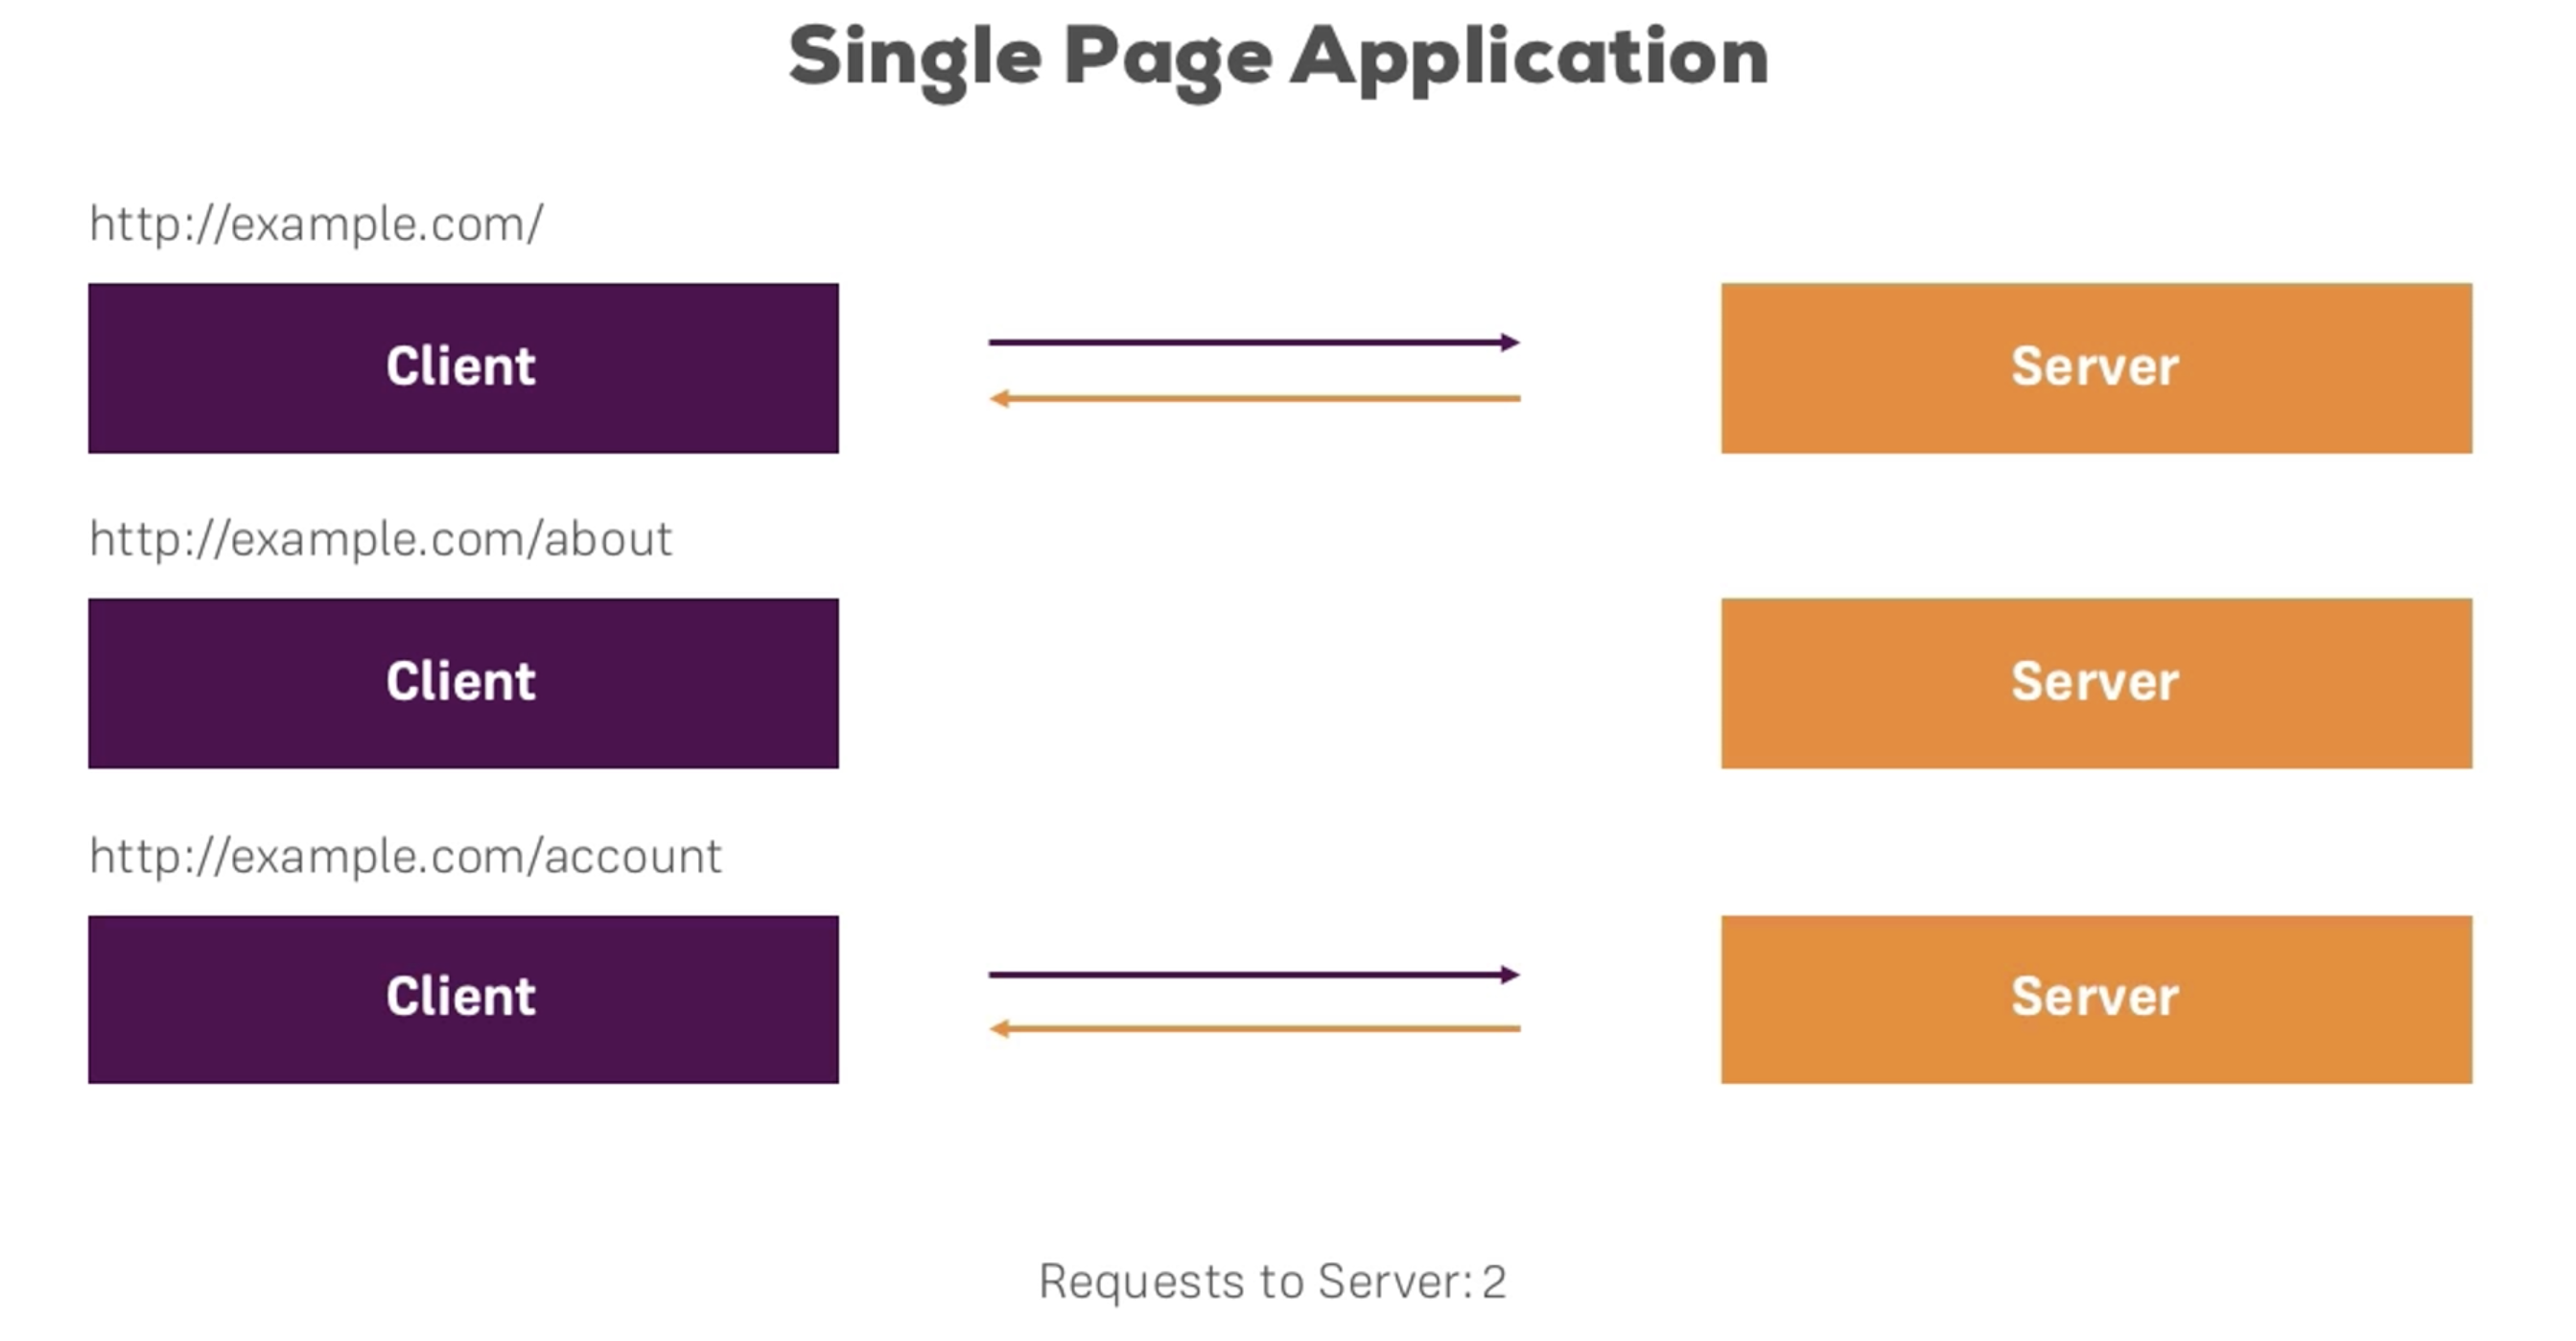 Single Page Application
http://example.com/
Client
Server
http://example.com/about
Client
Server
http://example.com/account
Client
Server
Requests to Server: 2